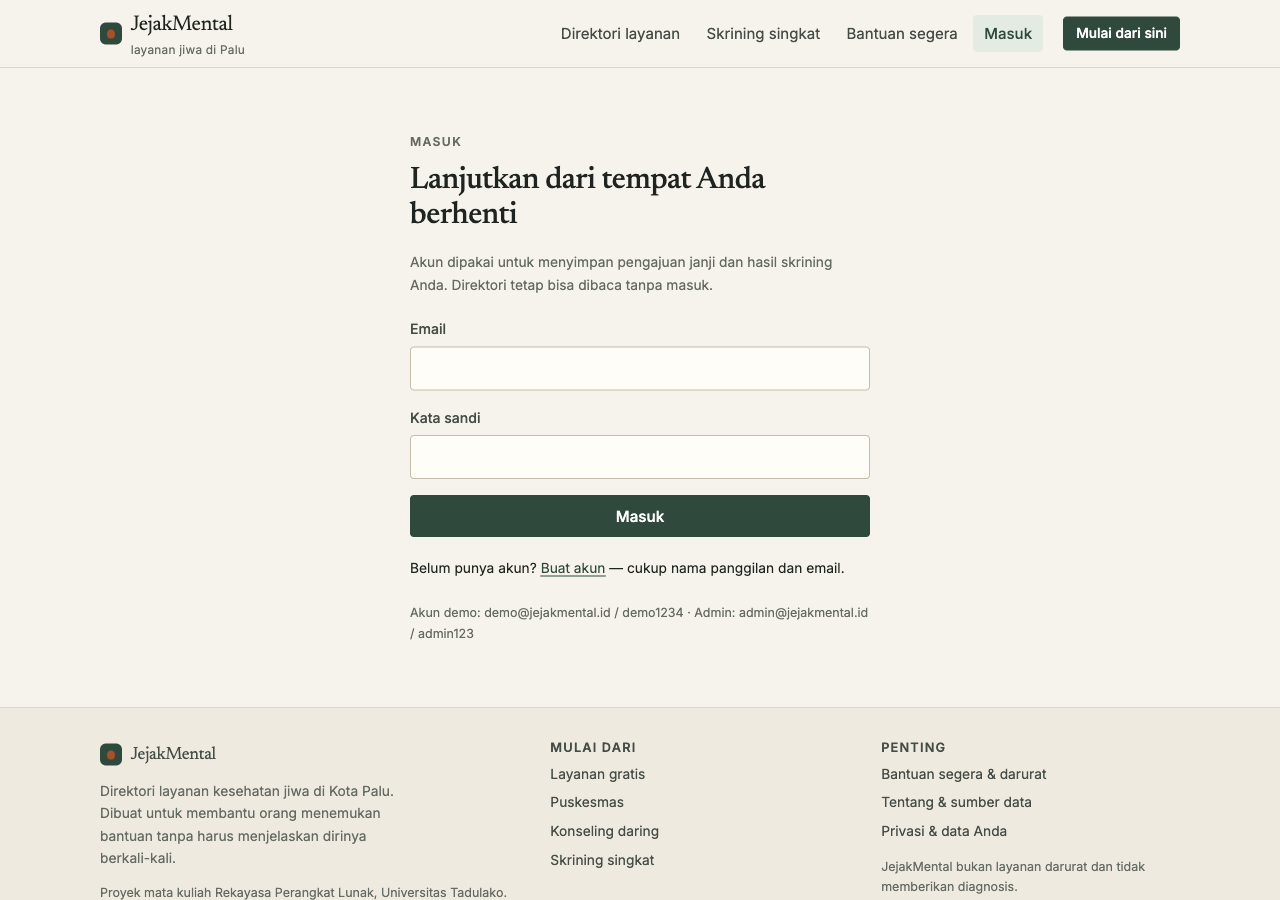 JejakMental
layanan jiwa di Palu
Direktori layanan
Skrining singkat
Bantuan segera
Masuk
Mulai dari sini
MASUK
Lanjutkan dari tempat Anda
berhenti
Akun dipakai untuk menyimpan pengajuan janji dan hasil skrining
Anda. Direktori tetap bisa dibaca tanpa masuk.
Email
Kata sandi
Masuk
Belum punya akun? Buat akun — cukup nama panggilan dan email.
Akun demo: demo@jejakmental.id / demo1234 · Admin: admin@jejakmental.id
/ admin123
JejakMental
Direktori layanan kesehatan jiwa di Kota Palu.
Dibuat untuk membantu orang menemukan
bantuan tanpa harus menjelaskan dirinya
berkali-kali.
Proyek mata kuliah Rekayasa Perangkat Lunak, Universitas Tadulako.
MULAI DARI
Layanan gratis
Puskesmas
Konseling daring
Skrining singkat
PENTING
Bantuan segera & darurat
Tentang & sumber data
Privasi & data Anda
JejakMental bukan layanan darurat dan tidak
memberikan diagnosis.